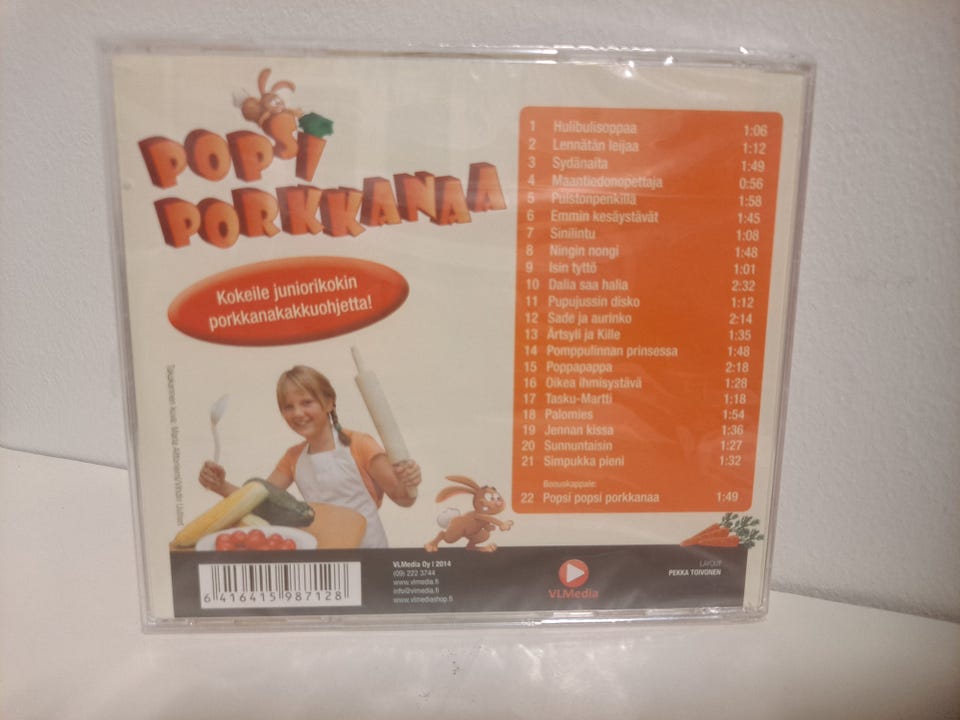 POPSI
PORKKANAA
Kokeile juniorikokin
porkkanakakkuohjetta!
1 Hulibulisoppaa 1:06
2 Lennätän leijaa 1:12
3 Sydänaita 1:49
4 Maantiedonopettaja 0:56
5 Puistonpenkillä 1:58
6 Emmin kesäystävät 1:45
7 Sinilintu 1:08
8 Ningin nongi 1:48
9 Isin tyttö 1:01
10 Dalia saa halia 2:32
11 Pupujussin disko 1:12
12 Sade ja aurinko 2:14
13 Ärtsyli ja Kille 1:35
14 Pomppulinnan prinsessa 1:48
15 Poppapappa 2:18
16 Oikea ihmisystävä 1:28
17 Tasku-Martti 1:18
18 Palomies 1:54
19 Jennan kissa 1:36
20 Sunnuntaisin 1:27
21 Simpukka pieni 1:32
Bonuskappale:
22 Popsi popsi porkkanaa 1:49
6 416415 987128
VLMedia Oy | 2014
(09) 222 3744
www.vlmedia.fi
info@vlmedia.fi
www.vlmediashop.fi
VLMedia
LAYOUT
PEKKA TOIVONEN